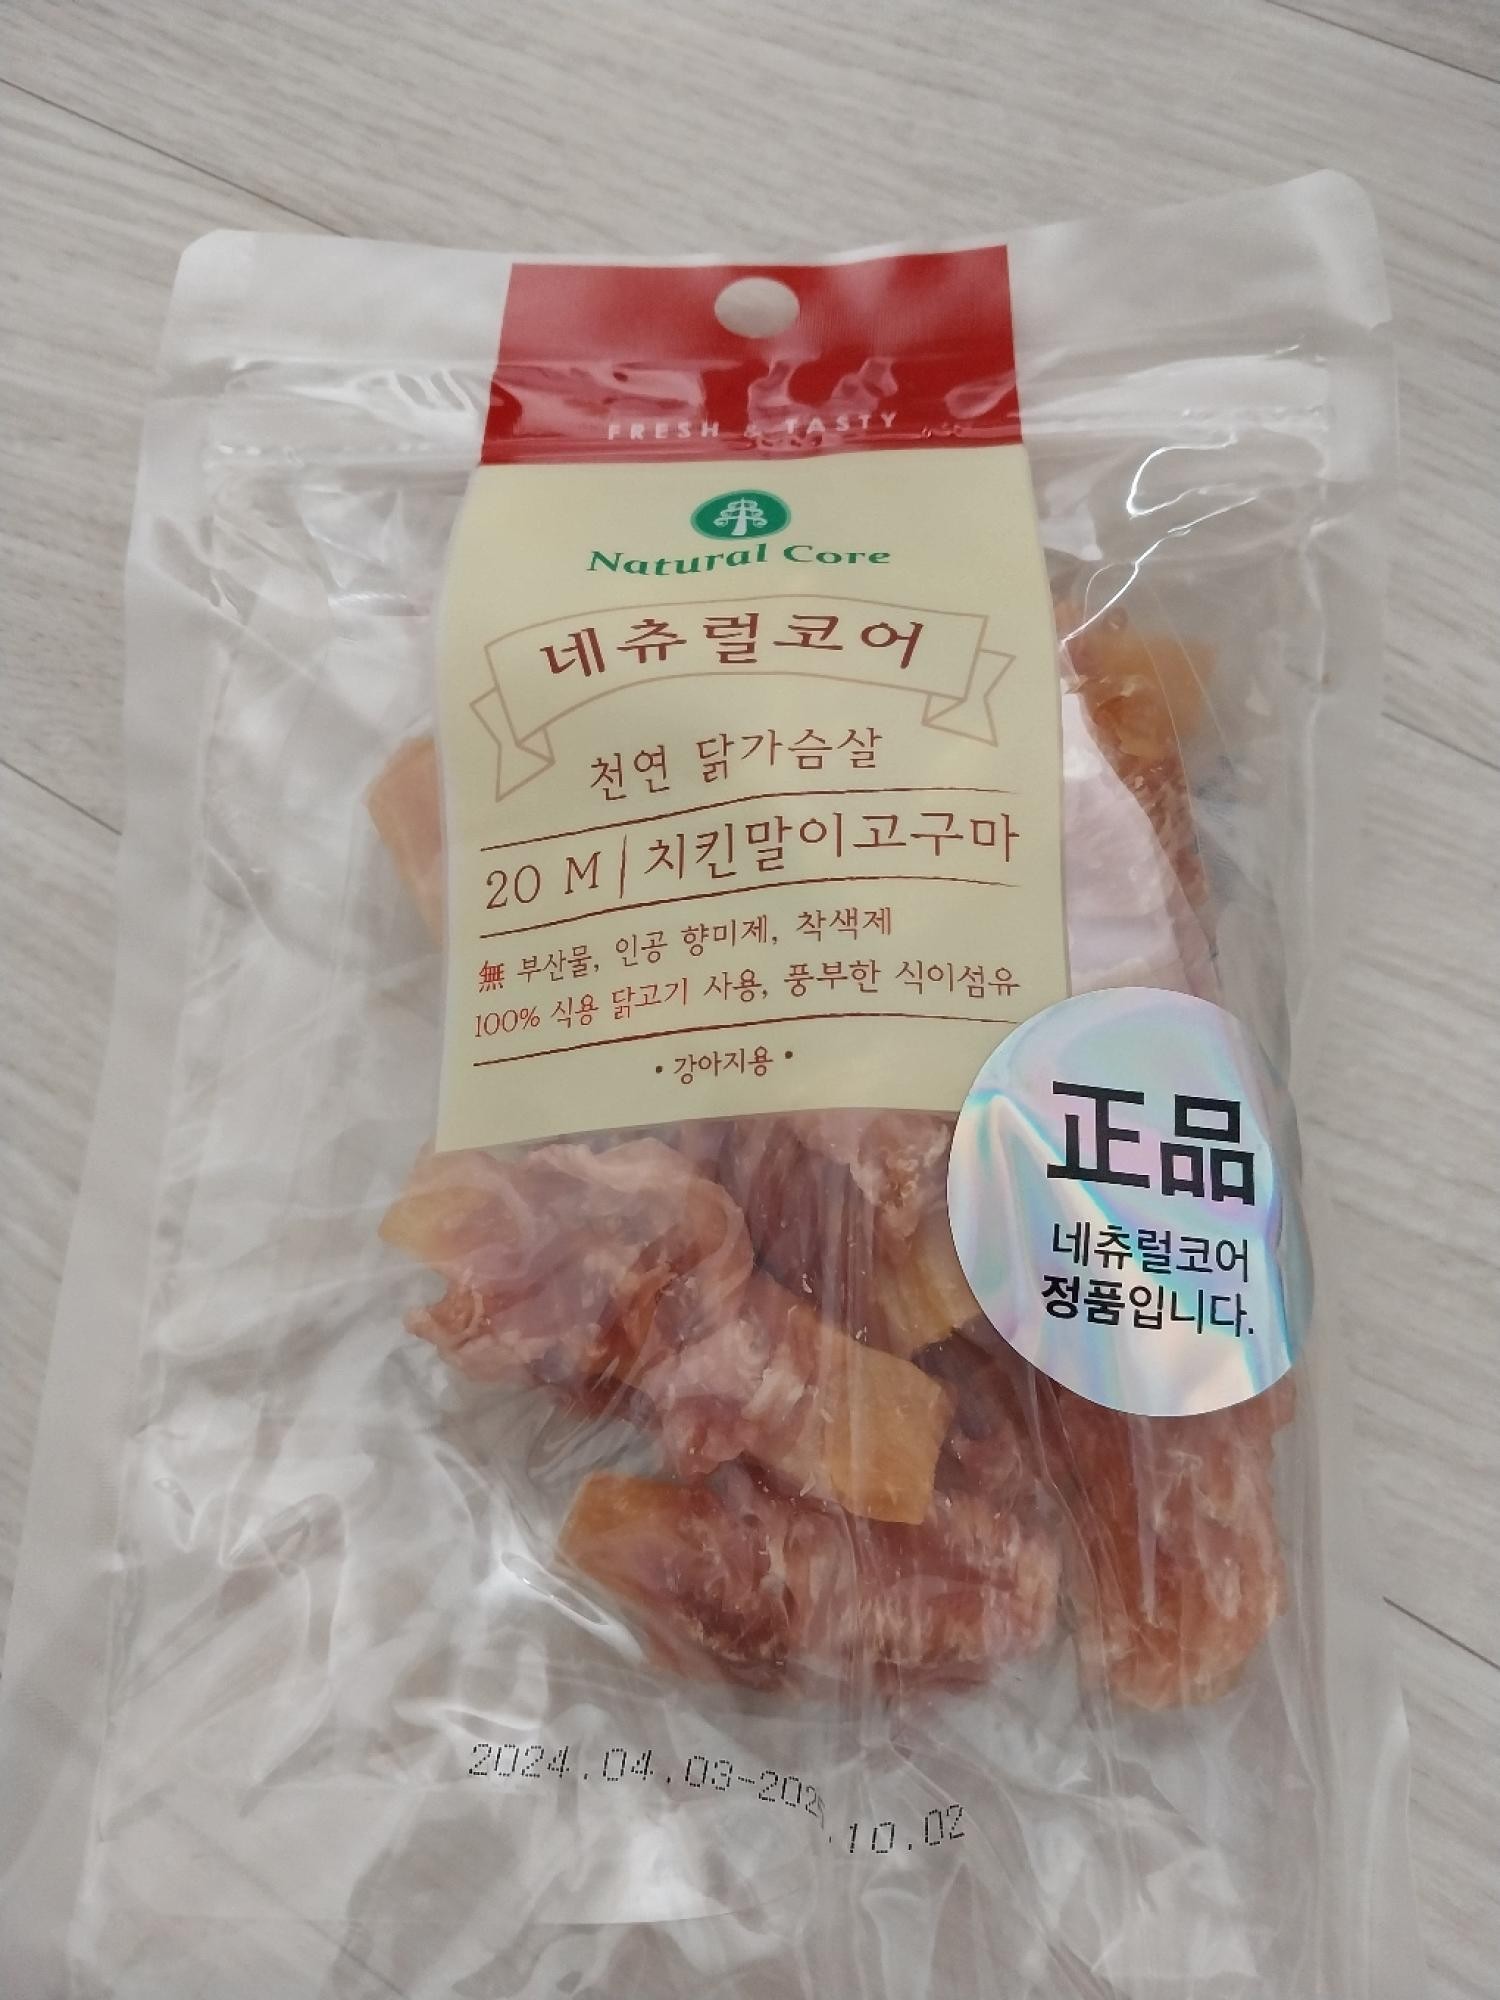 FRESH & TASTY
Natural Core
네츄럴코어
천연 닭가슴살
20 M | 치킨말이고구마
無 부산물, 인공 향미제, 착색제
100% 식용 닭고기 사용, 풍부한 식이섬유
• 강아지용 •
正品
네츄럴코어
정품입니다.
2024.04.03-2025.10.02